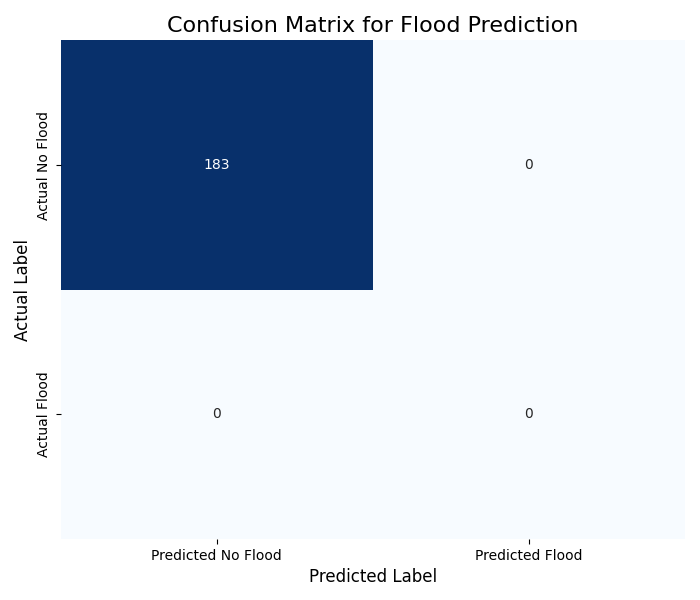 Confusion Matrix for Flood Prediction
Actual Label
Actual No Flood
183
0
Actual Flood
0
0
Predicted No Flood
Predicted Flood
Predicted Label